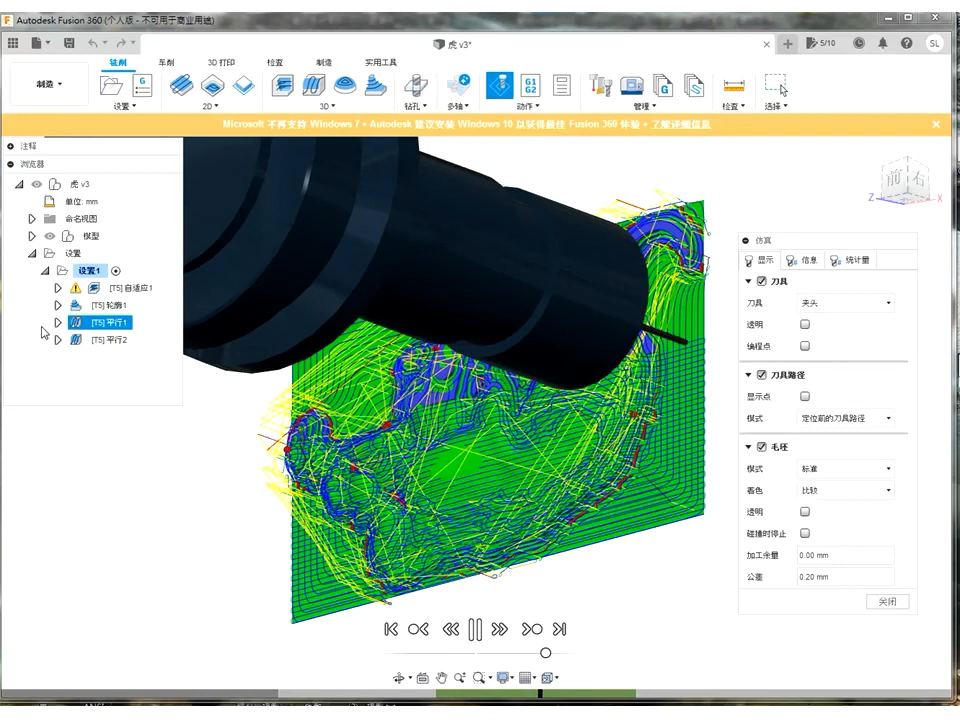 Autodesk Fusion 360 (个人版 - 不可用于商业用途)
虎 v3*
5/10
SL
铣削 车削 3D 打印 检查 制造 实用工具
制造
G1
G2
设置 2D 3D 钻孔 多轴 动作 管理 检查 选择
Microsoft 不再支持 Windows 7。Autodesk 建议安装 Windows 10 以获得最佳 Fusion 360 体验。了解详细信息
注释
浏览器
虎 v3
单位: mm
命名视图
模型
设置
设置1
[T5] 自适应1
[T5] 轮廓1
[T5] 平行1
[T5] 平行2
前 右
Z X
仿真
显示 信息 统计量
刀具
刀具 夹头
透明
编程点
刀具路径
显示点
模式 定位前的刀具路径
毛坯
模式 标准
着色 比较
透明
碰撞时停止
加工余量 0.00 mm
公差 0.20 mm
关闭